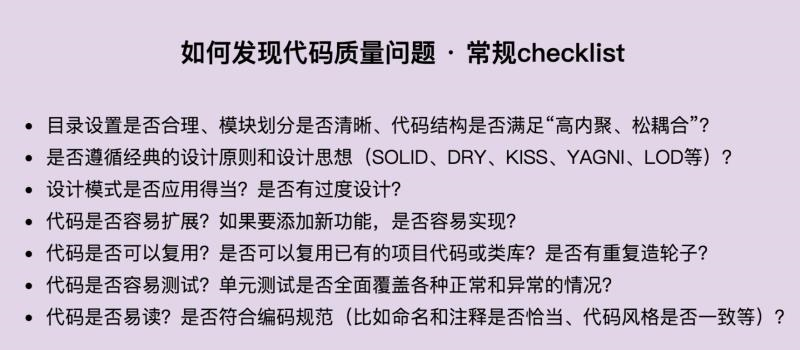 如何发现代码质量问题 · 常规checklist
• 目录设置是否合理、模块划分是否清晰、代码结构是否满足“高内聚、松耦合”？
• 是否遵循经典的设计原则和设计思想（SOLID、DRY、KISS、YAGNI、LOD等）？
• 设计模式是否应用得当？是否有过度设计？
• 代码是否容易扩展？如果要添加新功能，是否容易实现？
• 代码是否可以复用？是否可以复用已有的项目代码或类库？是否有重复造轮子？
• 代码是否容易测试？单元测试是否全面覆盖各种正常和异常的情况？
• 代码是否易读？是否符合编码规范（比如命名和注释是否恰当、代码风格是否一致等）？